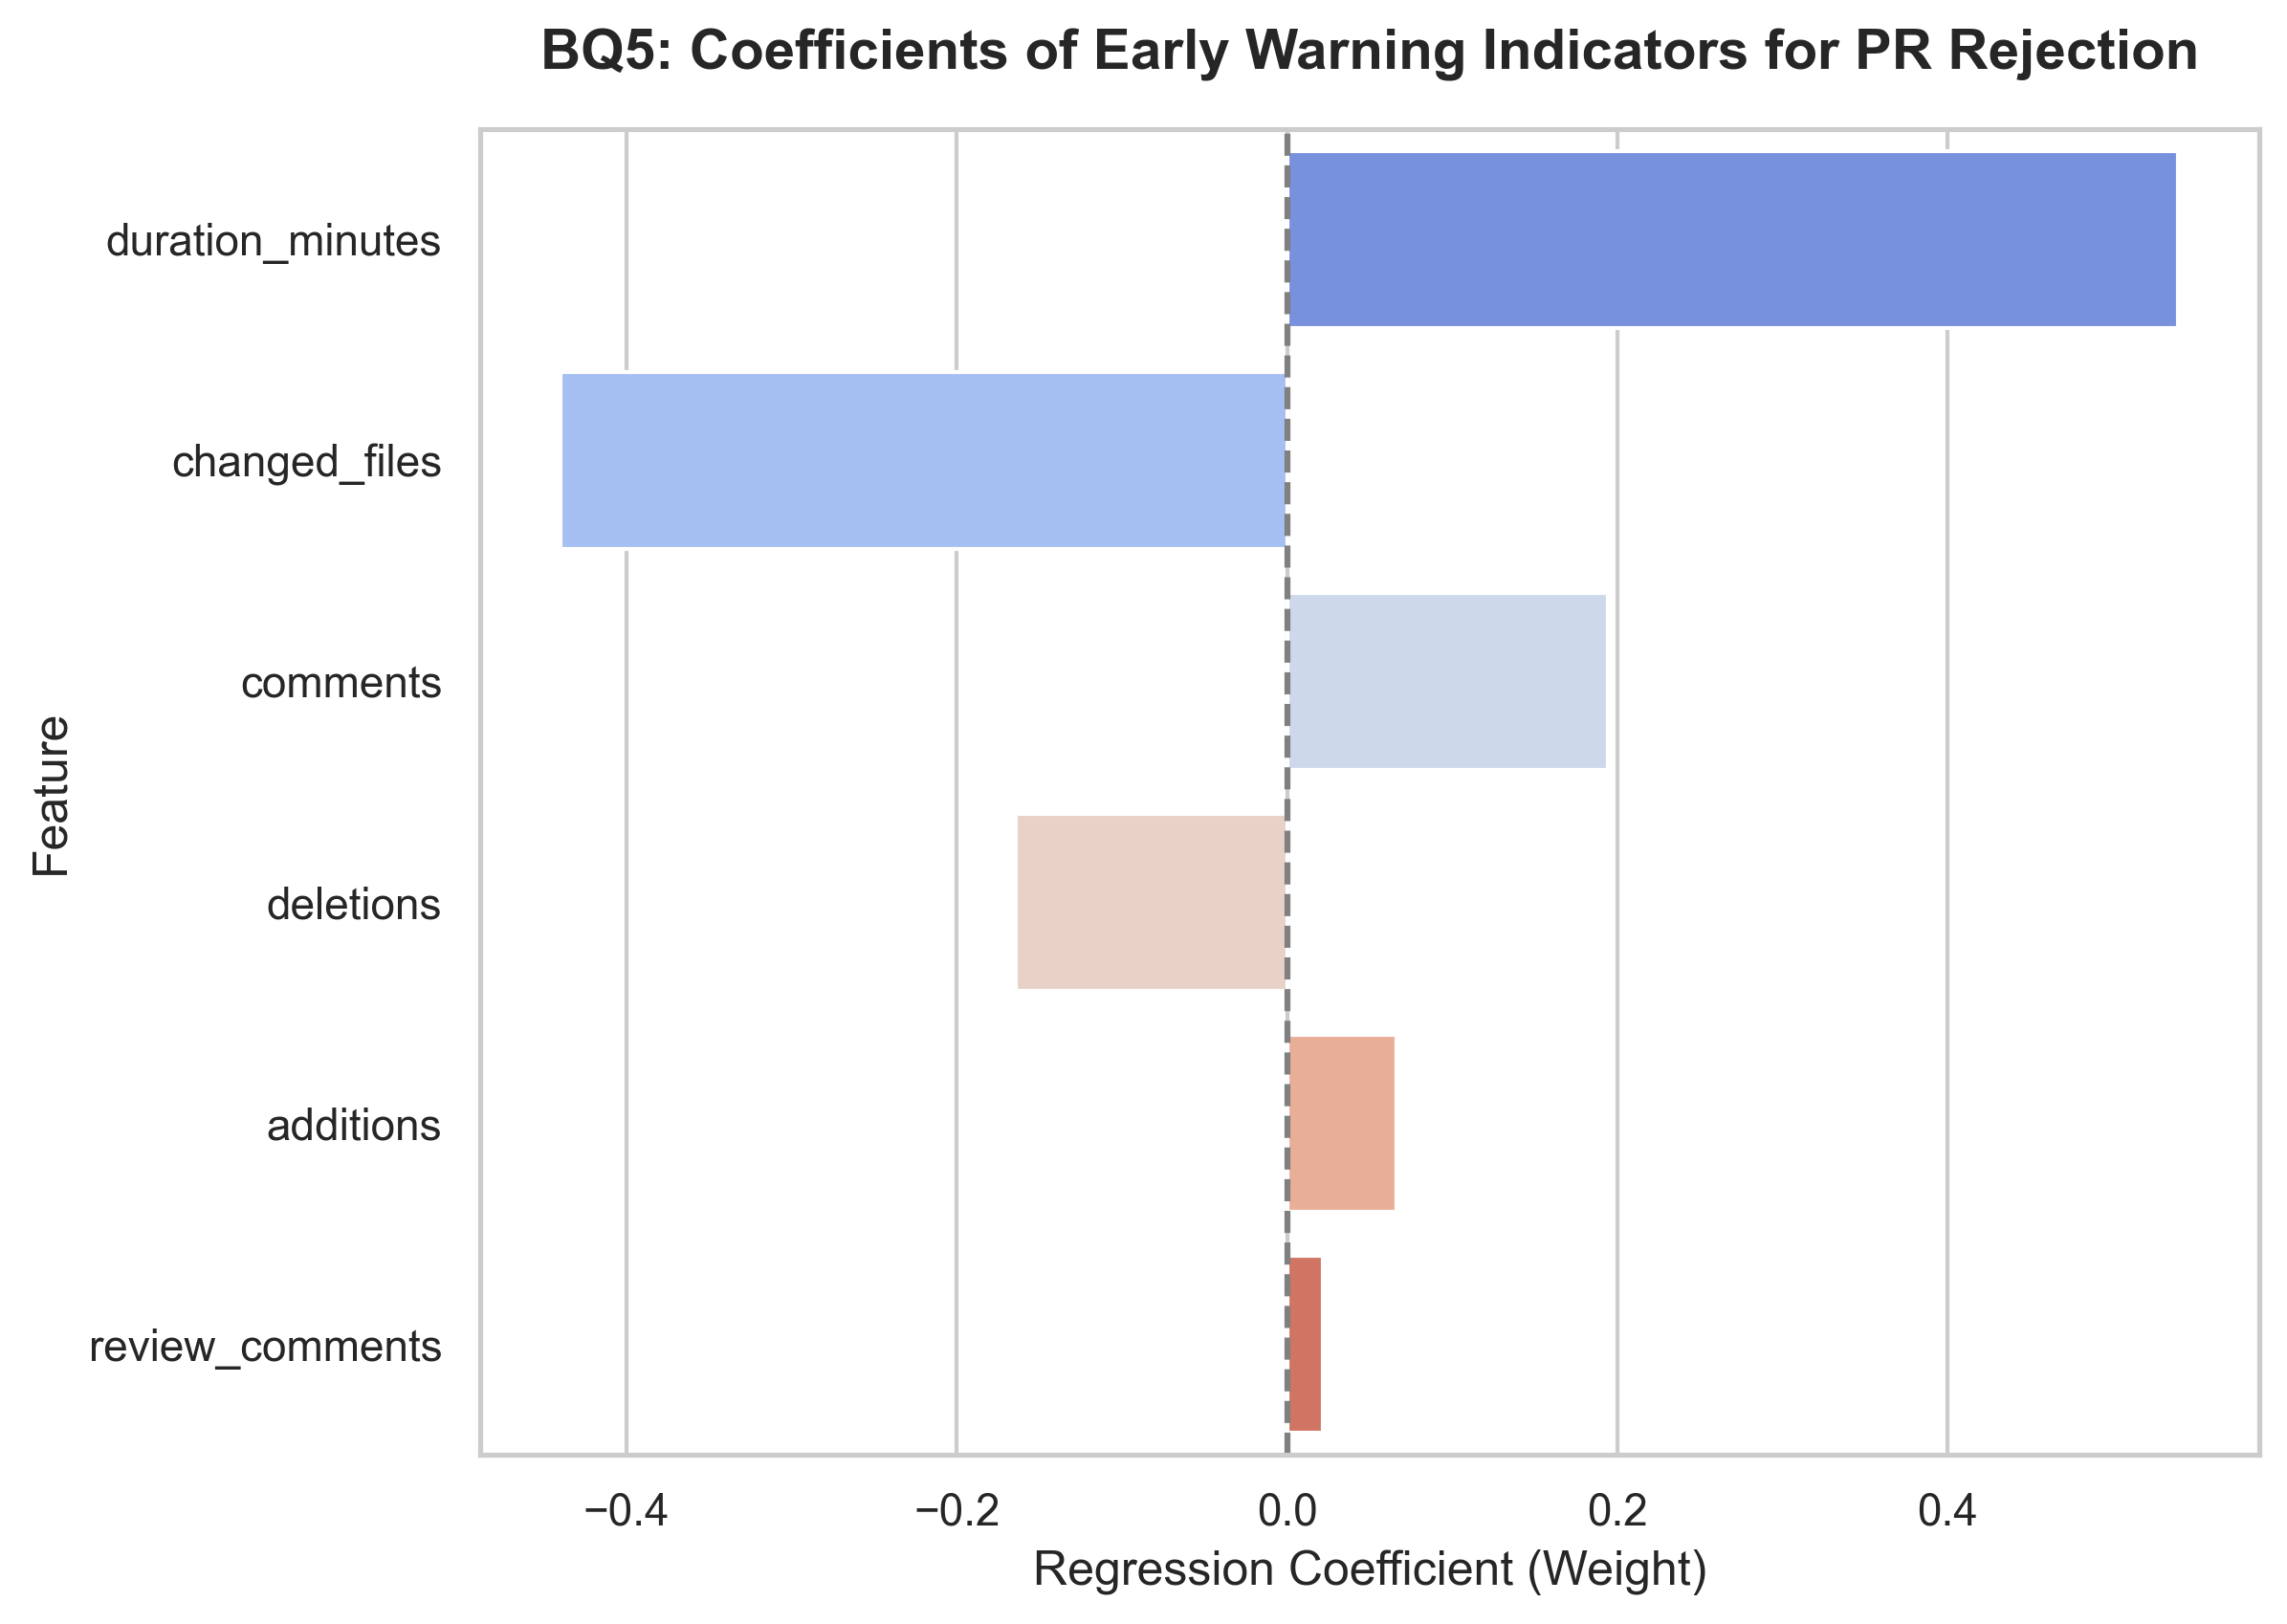 BQ5: Coefficients of Early Warning Indicators for PR Rejection
Feature
duration_minutes
changed_files
comments
deletions
additions
review_comments
−0.4 −0.2 0.0 0.2 0.4
Regression Coefficient (Weight)